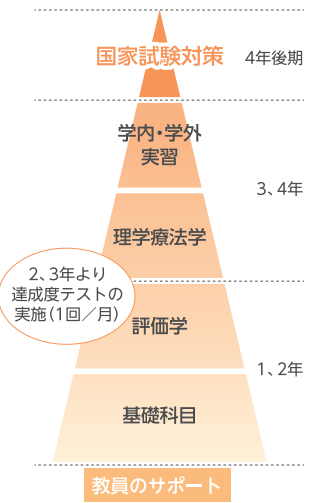 国家試験対策
4年後期
学内・学外
実習
3、4年
理学療法学
2、3年より
達成度テストの
実施(1回／月)
評価学
1、2年
基礎科目
教員のサポート